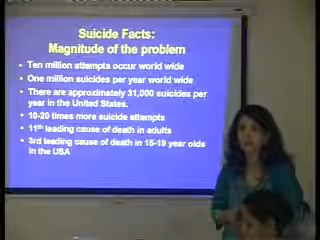 Suicide Facts:
Magnitude of the problem
Ten million attempts occur world wide
One million suicides per year world wide
There are approximately 31,000 suicides per
year in the United States.
10-20 times more suicide attempts
11th leading cause of death in adults
3rd leading cause of death in 15-19 year olds
in the USA